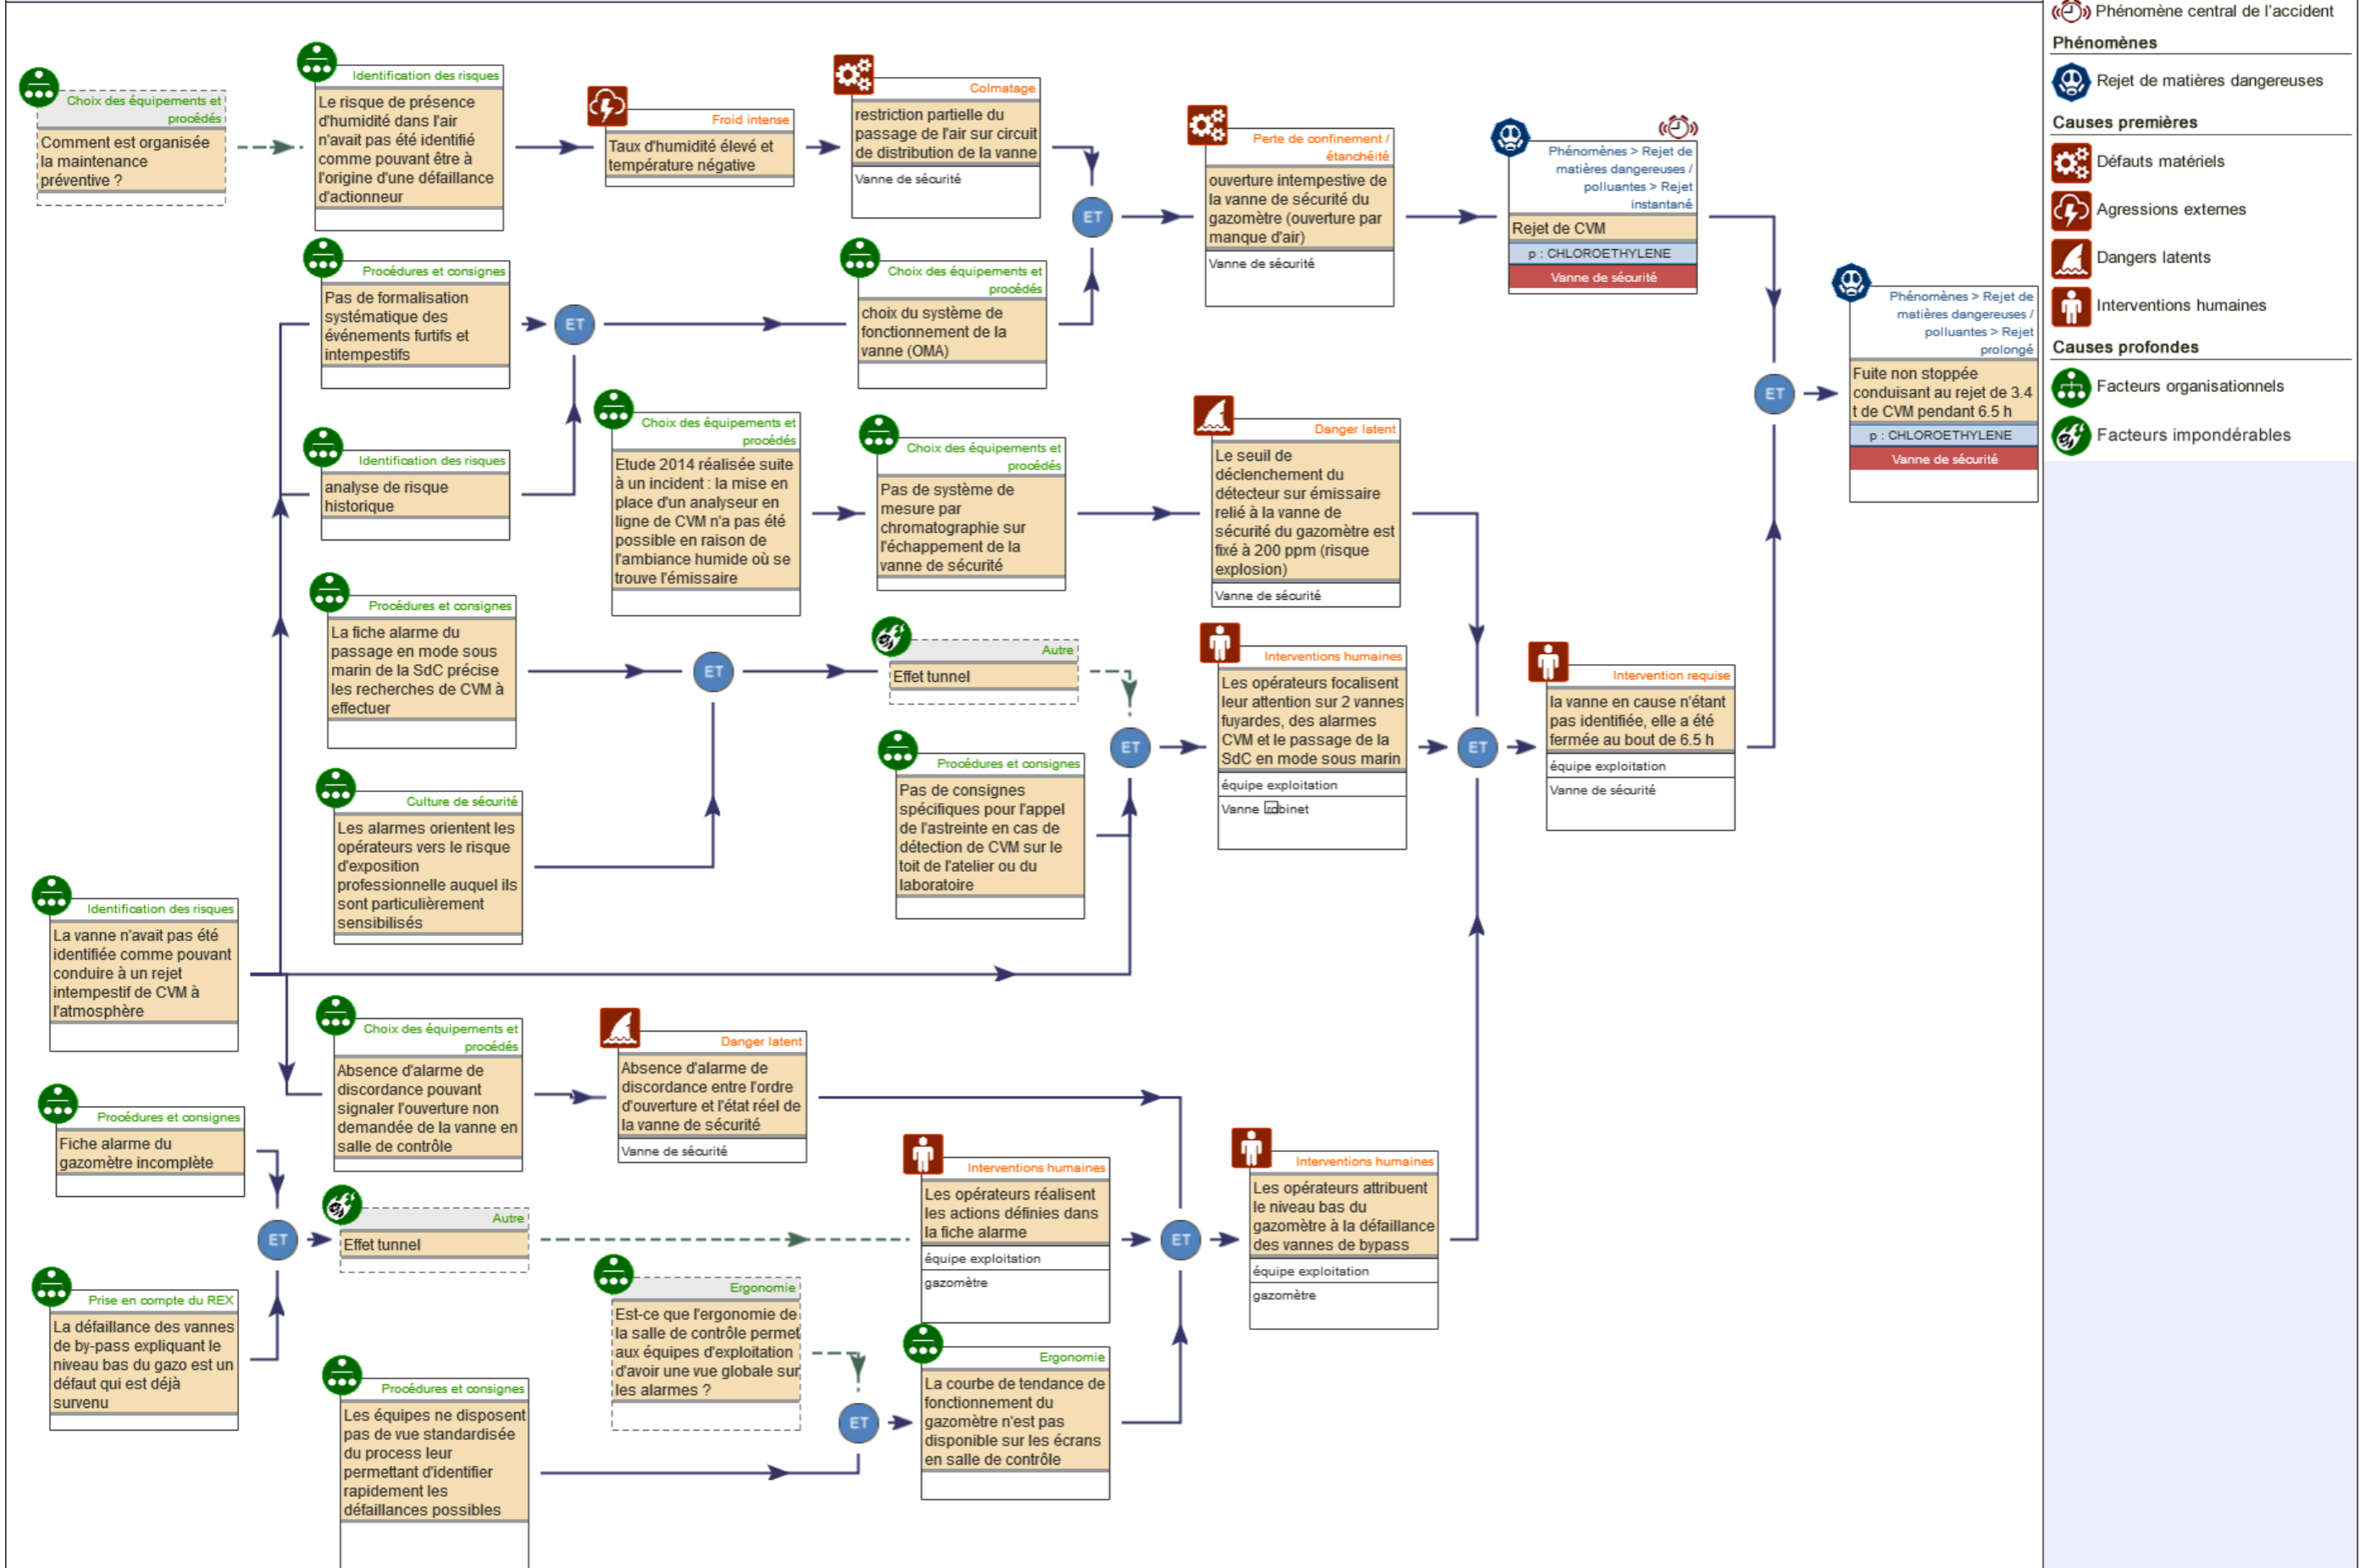 Choix des équipements et
procédés
Comment est organisée
la maintenance
préventive ?
Identification des risques
Le risque de présence
d'humidité dans l'air
n'avait pas été identifié
comme pouvant être à
l'origine d'une défaillance
d'actionneur
Froid intense
Taux d'humidité élevé et
température négative
Colmatage
restriction partielle du
passage de l'air sur circuit
de distribution de la vanne
Vanne de sécurité
ET
Perte de confinement /
étanchéité
ouverture intempestive de
la vanne de sécurité du
gazomètre (ouverture par
manque d'air)
Vanne de sécurité
Phénomènes > Rejet de
matières dangereuses /
polluantes > Rejet
instantané
Rejet de CVM
p : CHLOROETHYLENE
Vanne de sécurité
Procédures et consignes
Pas de formalisation
systématique des
événements furtifs et
intempestifs
ET
Choix des équipements et
procédés
choix du système de
fonctionnement de la
vanne (OMA)
Phénomènes > Rejet de
matières dangereuses /
polluantes > Rejet
prolongé
Fuite non stoppée
conduisant au rejet de 3.4
t de CVM pendant 6.5 h
p : CHLOROETHYLENE
Vanne de sécurité
ET
Identification des risques
analyse de risque
historique
Choix des équipements et
procédés
Etude 2014 réalisée suite
à un incident : la mise en
place d'un analyseur en
ligne de CVM n'a pas été
possible en raison de
l'ambiance humide où se
trouve l'émissaire
Choix des équipements et
procédés
Pas de système de
mesure par
chromatographie sur
l'échappement de la
vanne de sécurité
Danger latent
Le seuil de
déclenchement du
détecteur sur émissaire
relié à la vanne de
sécurité du gazomètre est
fixé à 200 ppm (risque
explosion)
Vanne de sécurité
Procédures et consignes
La fiche alarme du
passage en mode sous
marin de la SdC précise
les recherches de CVM à
effectuer
ET
Autre
Effet tunnel
Interventions humaines
Les opérateurs focalisent
leur attention sur 2 vannes
fuyardes, des alarmes
CVM et le passage de la
SdC en mode sous marin
équipe exploitation
Vanne robinet
ET
ET
Intervention requise
la vanne en cause n'étant
pas identifiée, elle a été
fermée au bout de 6.5 h
équipe exploitation
Vanne de sécurité
Procédures et consignes
Pas de consignes
spécifiques pour l'appel
de l'astreinte en cas de
détection de CVM sur le
toit de l'atelier ou du
laboratoire
Culture de sécurité
Les alarmes orientent les
opérateurs vers le risque
d'exposition
professionnelle auquel ils
sont particulièrement
sensibilisés
Identification des risques
La vanne n'avait pas été
identifiée comme pouvant
conduire à un rejet
intempestif de CVM à
l'atmosphère
Choix des équipements et
procédés
Absence d'alarme de
discordance pouvant
signaler l'ouverture non
demandée de la vanne en
salle de contrôle
Danger latent
Absence d'alarme de
discordance entre l'ordre
d'ouverture et l'état réel de
la vanne de sécurité
Vanne de sécurité
Procédures et consignes
Fiche alarme du
gazomètre incomplète
ET
Autre
Effet tunnel
Interventions humaines
Les opérateurs réalisent
les actions définies dans
la fiche alarme
équipe exploitation
gazomètre
ET
Interventions humaines
Les opérateurs attribuent
le niveau bas du
gazomètre à la défaillance
des vannes de bypass
équipe exploitation
gazomètre
Prise en compte du REX
La défaillance des vannes
de by-pass expliquant le
niveau bas du gazo est un
défaut qui est déjà
survenu
Ergonomie
Est-ce que l'ergonomie de
la salle de contrôle permet
aux équipes d'exploitation
d'avoir une vue globale sur
les alarmes ?
ET
Ergonomie
La courbe de tendance de
fonctionnement du
gazomètre n'est pas
disponible sur les écrans
en salle de contrôle
Procédures et consignes
Les équipes ne disposent
pas de vue standardisée
du process leur
permettant d'identifier
rapidement les
défaillances possibles
Phénomène central de l'accident
Phénomènes
Rejet de matières dangereuses
Causes premières
Défauts matériels
Agressions externes
Dangers latents
Interventions humaines
Causes profondes
Facteurs organisationnels
Facteurs impondérables